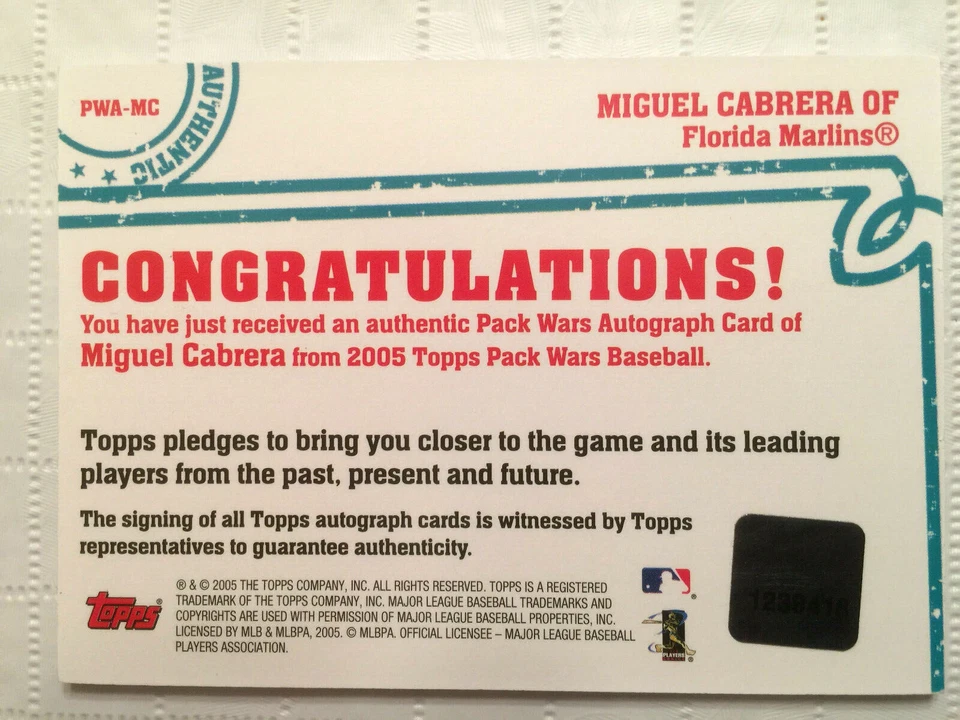 PWA-MC
AUTHENTIC
MIGUEL CABRERA OF
Florida Marlins®
CONGRATULATIONS!
You have just received an authentic Pack Wars Autograph Card of
Miguel Cabrera from 2005 Topps Pack Wars Baseball.
Topps pledges to bring you closer to the game and its leading
players from the past, present and future.
The signing of all Topps autograph cards is witnessed by Topps
representatives to guarantee authenticity.
Topps®
® & © 2005 THE TOPPS COMPANY, INC. ALL RIGHTS RESERVED. TOPPS IS A REGISTERED
TRADEMARK OF THE TOPPS COMPANY, INC. MAJOR LEAGUE BASEBALL TRADEMARKS AND
COPYRIGHTS ARE USED WITH PERMISSION OF MAJOR LEAGUE BASEBALL PROPERTIES, INC.
LICENSED BY MLB & MLBPA, 2005. © MLBPA. OFFICIAL LICENSEE – MAJOR LEAGUE BASEBALL
PLAYERS ASSOCIATION.
PLAYERS